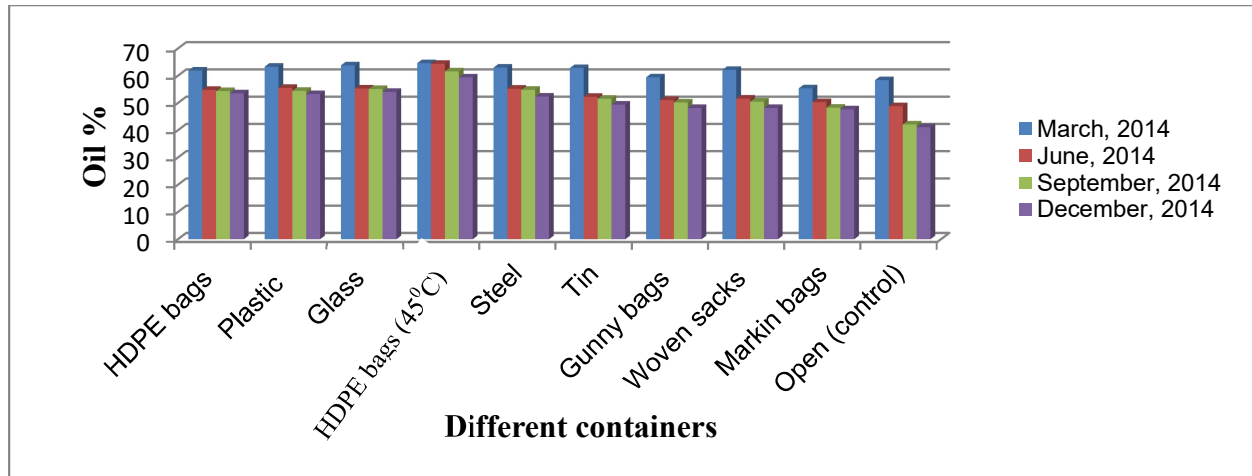 70
60
50
40
30
20
10
0
Oil %
HDPE bags
Plastic
Glass
HDPE bags (45⁰C)
Steel
Tin
Gunny bags
Woven sacks
Markin bags
Open (control)
Different containers
March, 2014
June, 2014
September, 2014
December, 2014